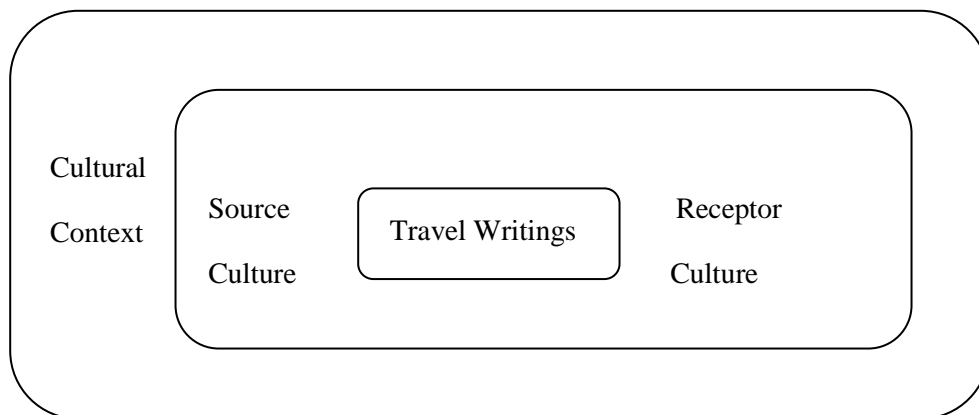 Cultural
Context
Source
Culture
Travel Writings
Receptor
Culture